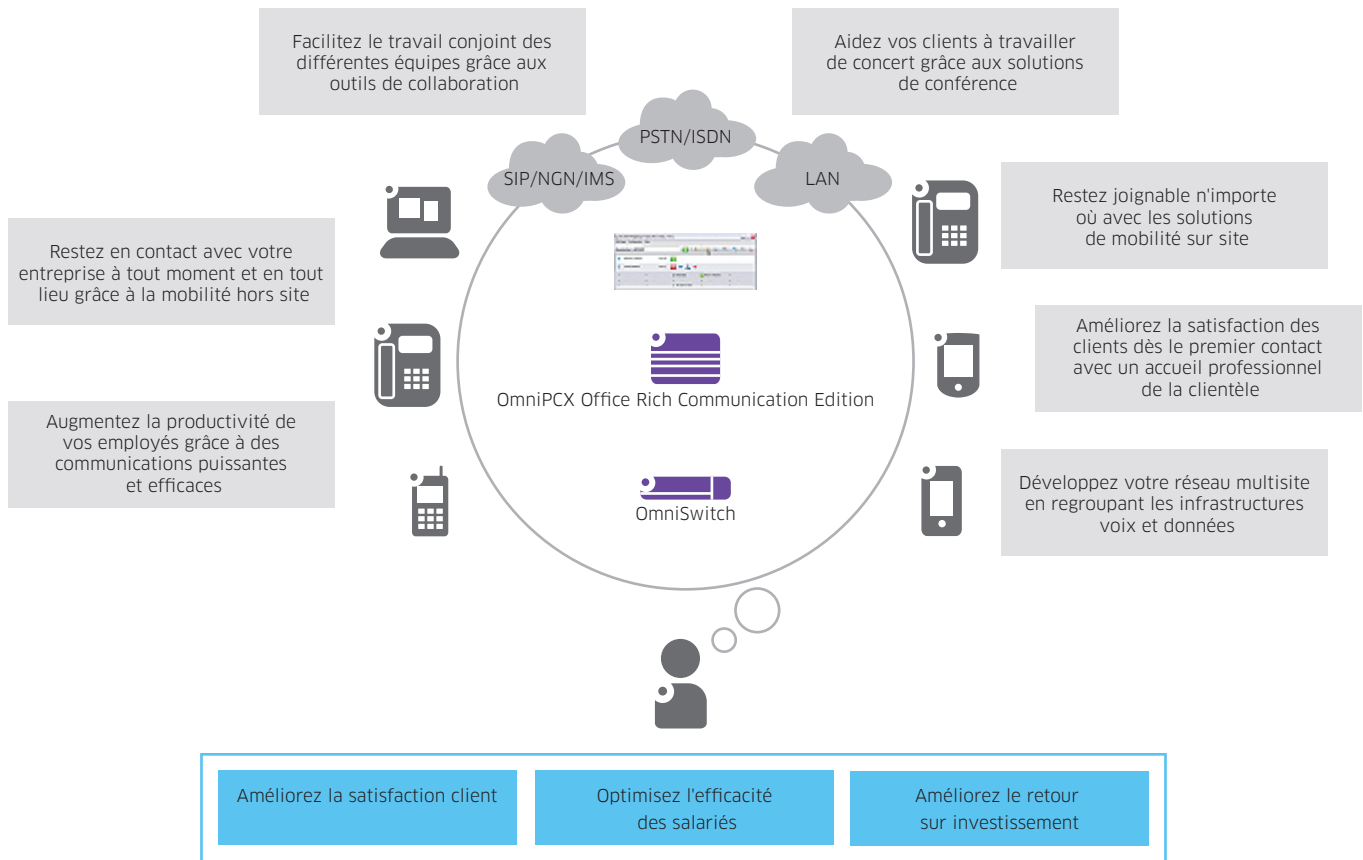 Facilitez le travail conjoint des
différentes équipes grâce aux
outils de collaboration
Aidez vos clients à travailler
de concert grâce aux solutions
de conférence
PSTN/ISDN
SIP/NGN/IMS
LAN
Restez en contact avec votre
entreprise à tout moment et en tout
lieu grâce à la mobilité hors site
Restez joignable n'importe
où avec les solutions
de mobilité sur site
Améliorez la satisfaction des
clients dès le premier contact
avec un accueil professionnel
de la clientèle
OmniPCX Office Rich Communication Edition
Augmentez la productivité de
vos employés grâce à des
communications puissantes
et efficaces
OmniSwitch
Développez votre réseau multisite
en regroupant les infrastructures
voix et données
Améliorez la satisfaction client
Optimisez l'efficacité
des salariés
Améliorez le retour
sur investissement